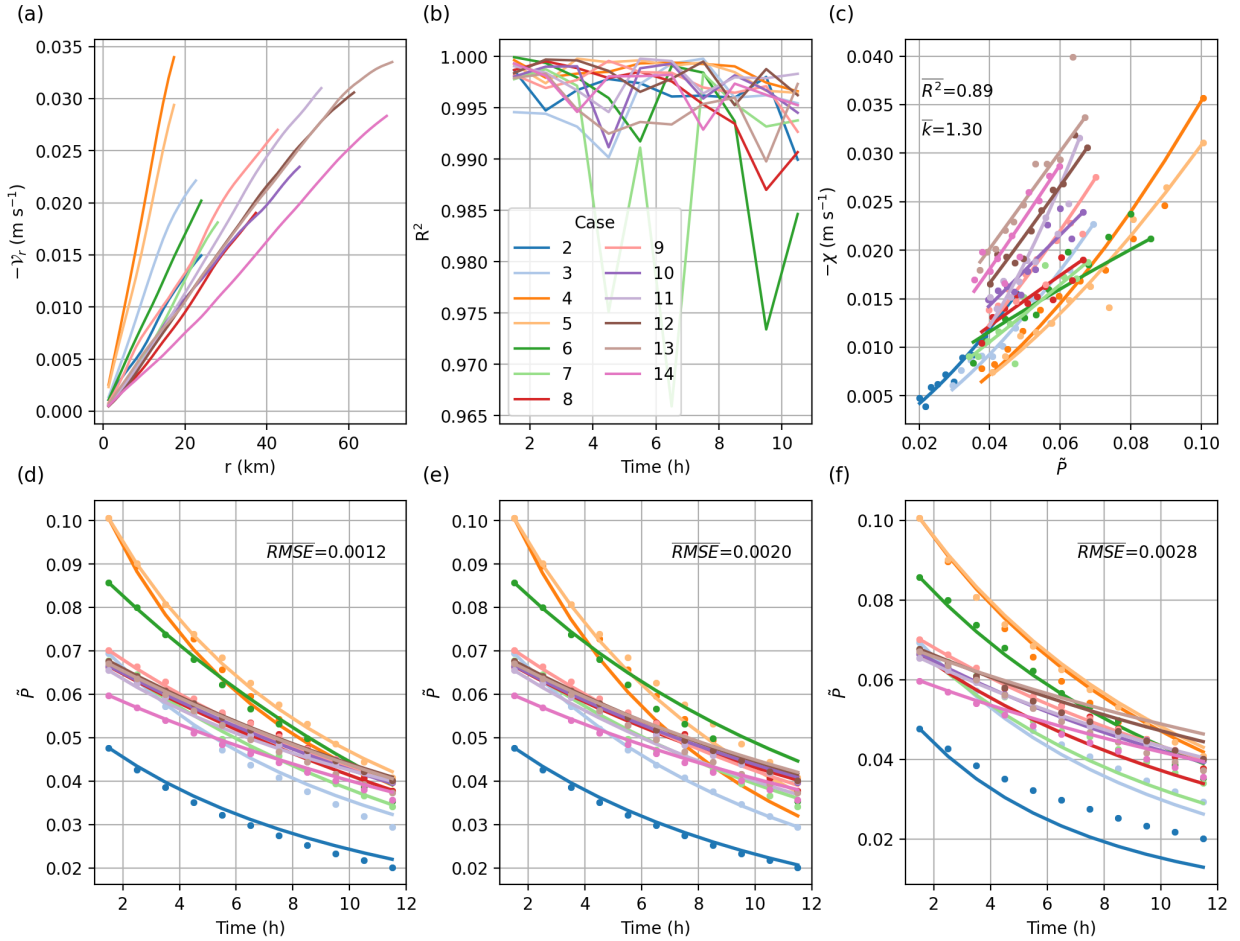 (a)
(b)
(c)
0.035
0.030
0.025
0.020
0.015
0.010
0.005
0.000
−𝒱ᵣ (m s⁻¹)
0 20 40 60
r (km)
1.000
0.995
0.990
0.985
0.980
0.975
0.970
0.965
R²
Case
2
3
4
5
6
7
8
9
10
11
12
13
14
2 4 6 8 10
Time (h)
0.040
0.035
0.030
0.025
0.020
0.015
0.010
0.005
−χ (m s⁻¹)
R̅²=0.89
k̅=1.30
0.02 0.04 0.06 0.08 0.10
P̃
(d)
(e)
(f)
0.10
0.09
0.08
0.07
0.06
0.05
0.04
0.03
0.02
P̃
R̅M̅S̅E̅=0.0012
2 4 6 8 10 12
Time (h)
0.10
0.09
0.08
0.07
0.06
0.05
0.04
0.03
0.02
P̃
R̅M̅S̅E̅=0.0020
2 4 6 8 10 12
Time (h)
0.10
0.08
0.06
0.04
0.02
P̃
R̅M̅S̅E̅=0.0028
2 4 6 8 10 12
Time (h)